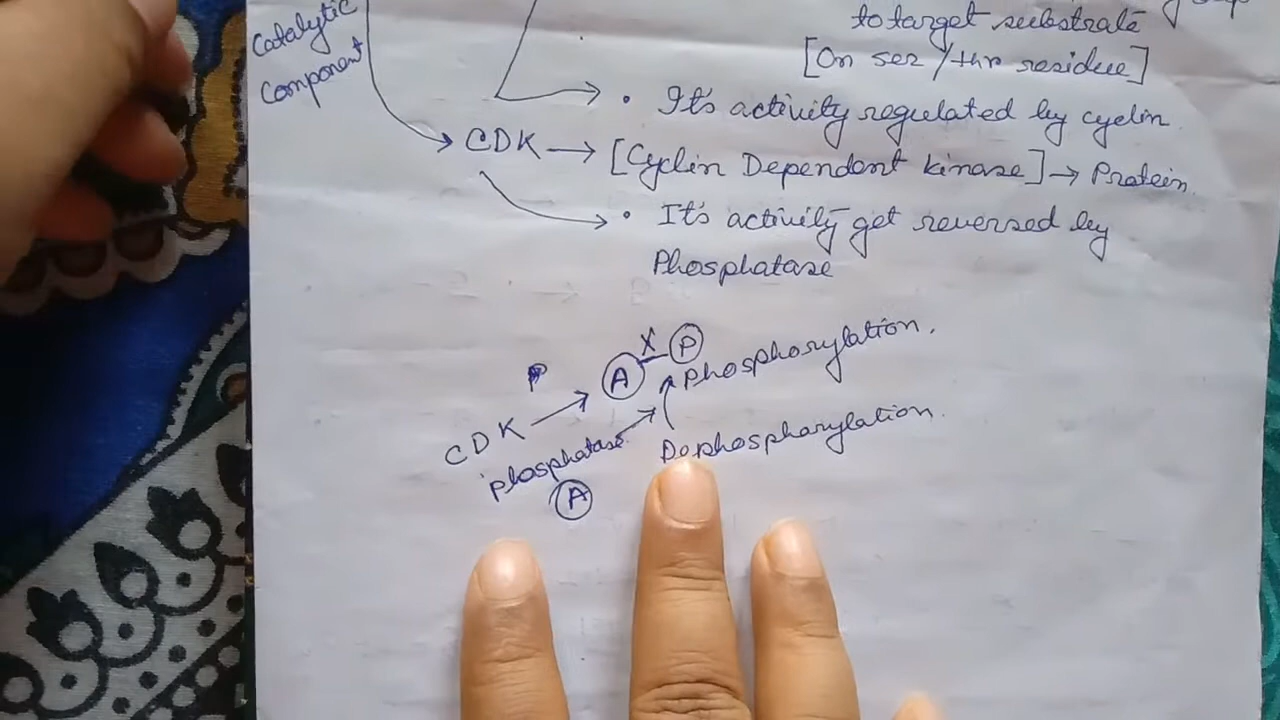 Catalytic
Component
to target substrate
[On ser/thr residue]
• It's activity regulated by cyclin
CDK → [Cyclin Dependent kinase] → Protein
• It's activity get reversed by
Phosphatase
P
CDK → A X P Phosphorylation.
phosphatase → Dephosphorylation.
A